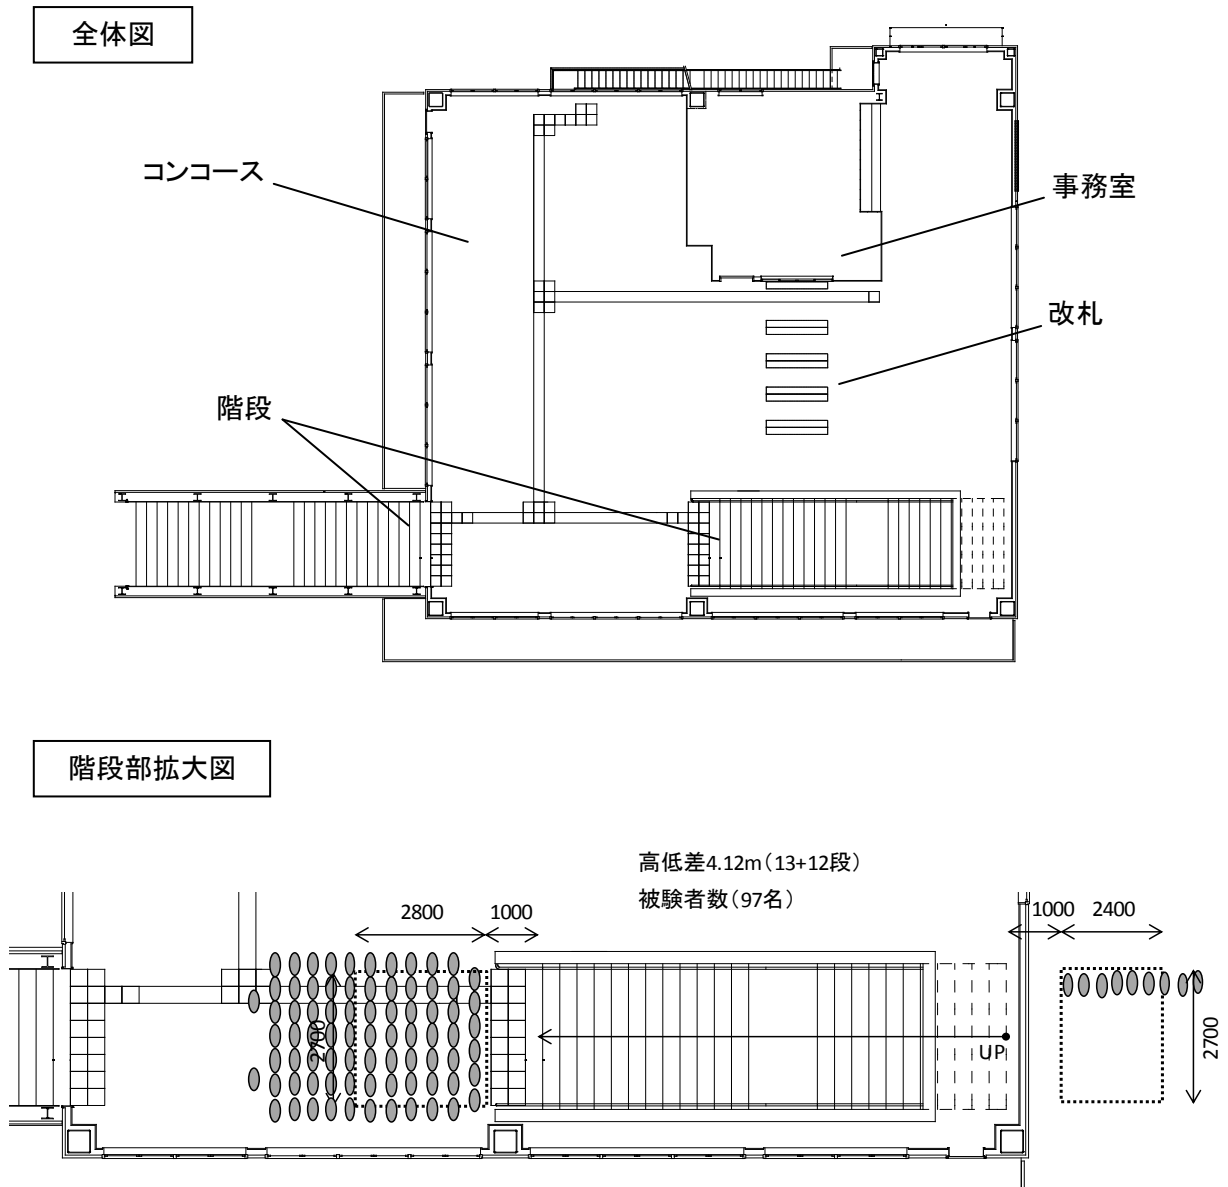 全体図
コンコース
事務室
改札
階段
階段部拡大図
高低差4.12m（13+12段）
被験者数（97名）
2800
1000
1000
2400
2700
UP
2700